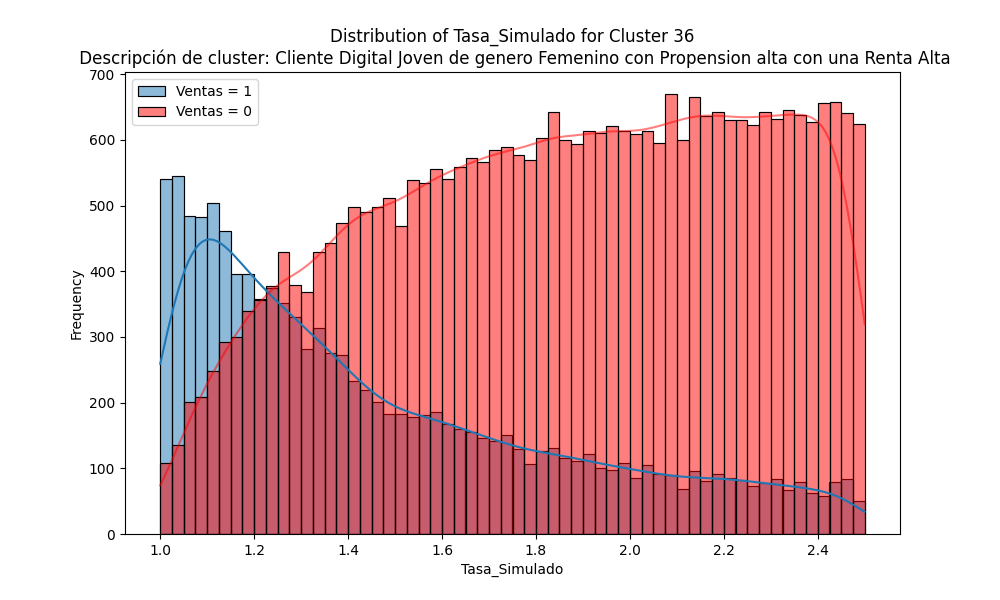 Distribution of Tasa_Simulado for Cluster 36
Descripción de cluster: Cliente Digital Joven de genero Femenino con Propension alta con una Renta Alta
Ventas = 1
Ventas = 0
Frequency
700
600
500
400
300
200
100
0
1.0 1.2 1.4 1.6 1.8 2.0 2.2 2.4
Tasa_Simulado